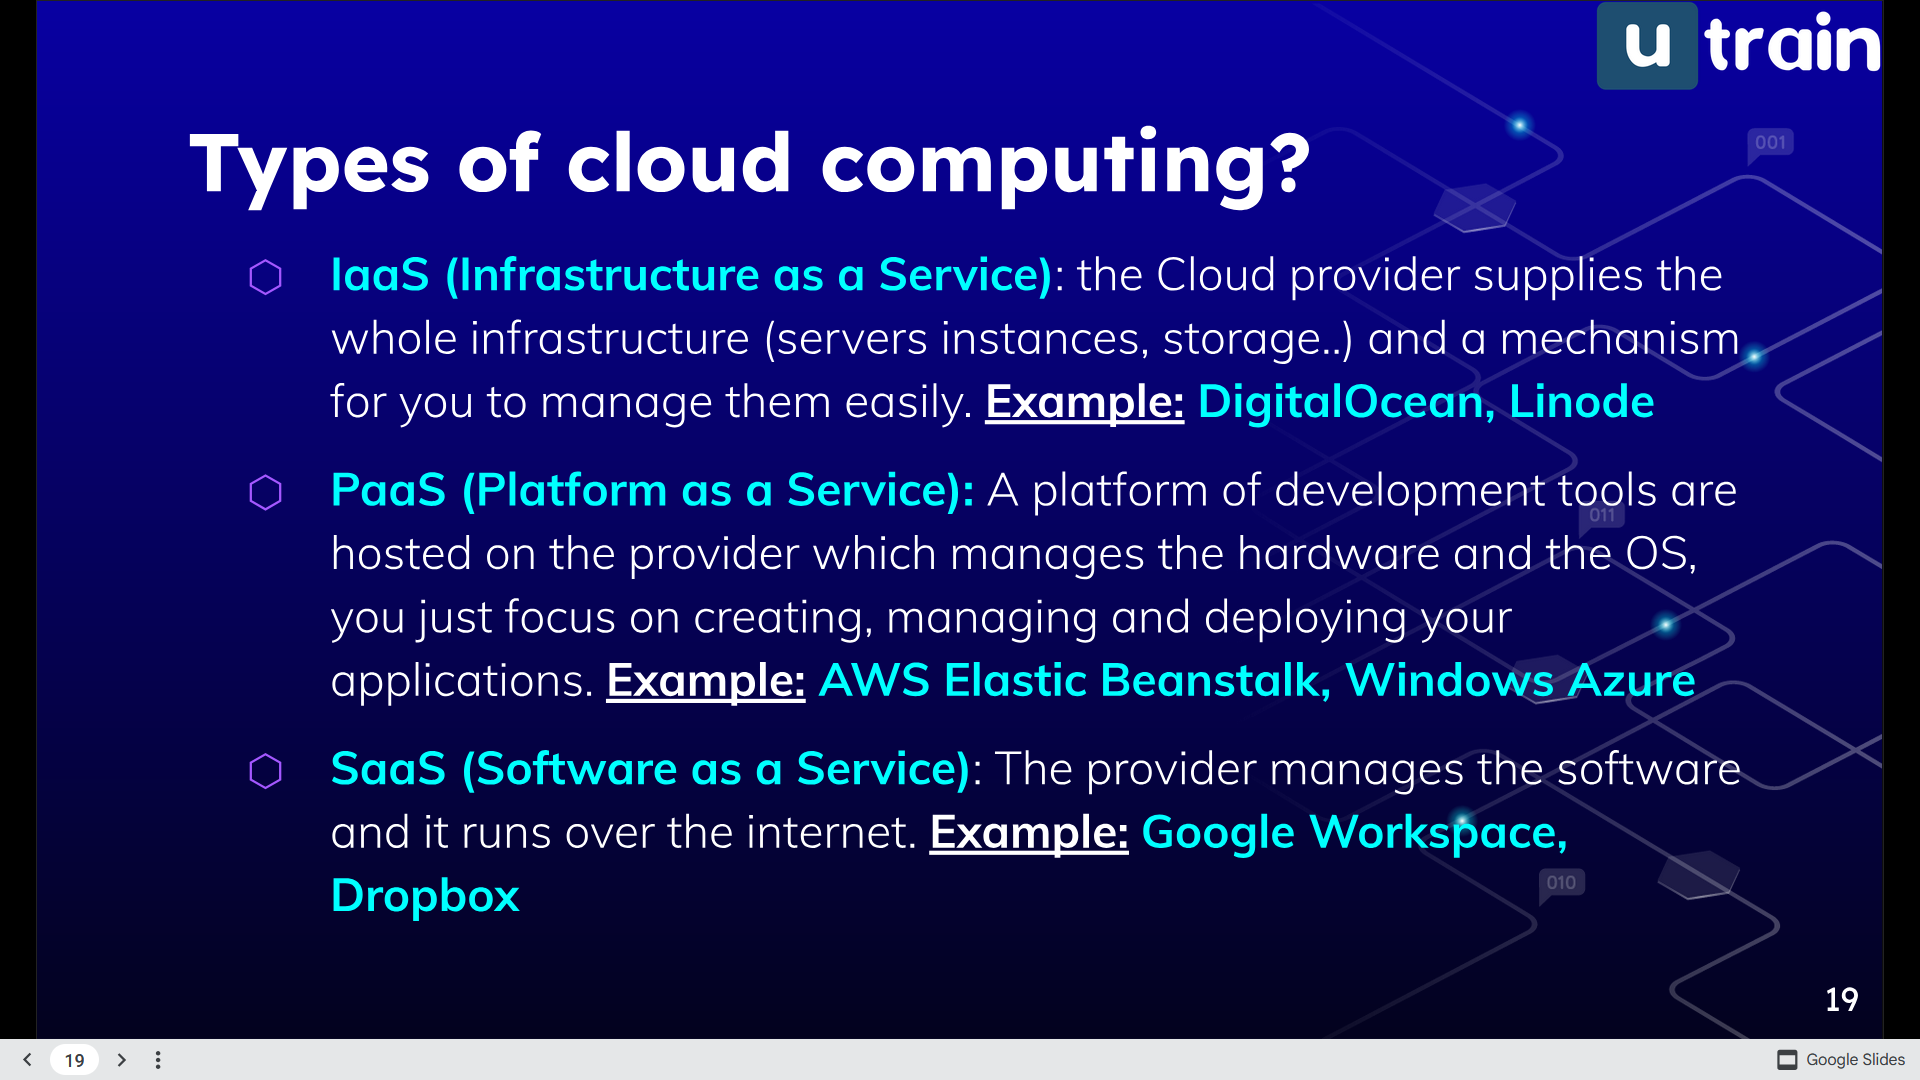 u train
001
Types of cloud computing?
IaaS (Infrastructure as a Service): the Cloud provider supplies the
whole infrastructure (servers instances, storage..) and a mechanism
for you to manage them easily. Example: DigitalOcean, Linode
PaaS (Platform as a Service): A platform of development tools are
011
hosted on the provider which manages the hardware and the OS,
you just focus on creating, managing and deploying your
applications. Example: AWS Elastic Beanstalk, Windows Azure
SaaS (Software as a Service): The provider manages the software
and it runs over the internet. Example: Google Workspace,
Dropbox
010
19
19
Google Slides